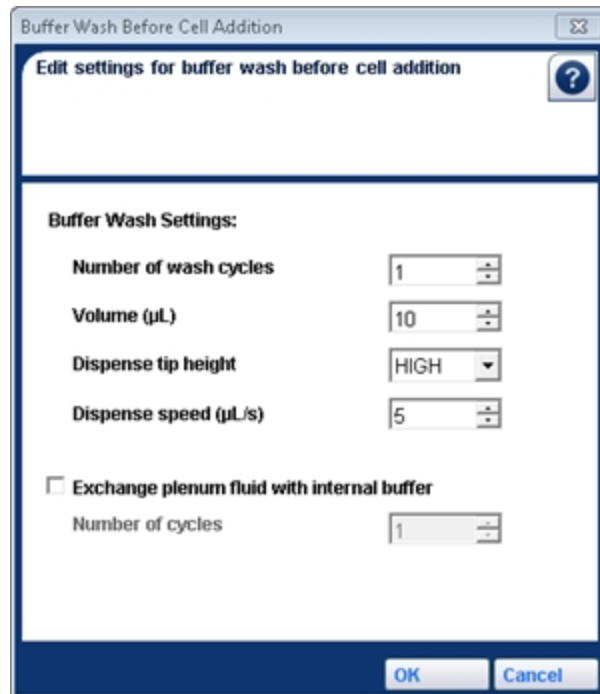 Buffer Wash Before Cell Addition
Edit settings for buffer wash before cell addition
?
Buffer Wash Settings:
Number of wash cycles 1
Volume (µL) 10
Dispense tip height HIGH
Dispense speed (µL/s) 5
Exchange plenum fluid with internal buffer
Number of cycles 1
OK Cancel